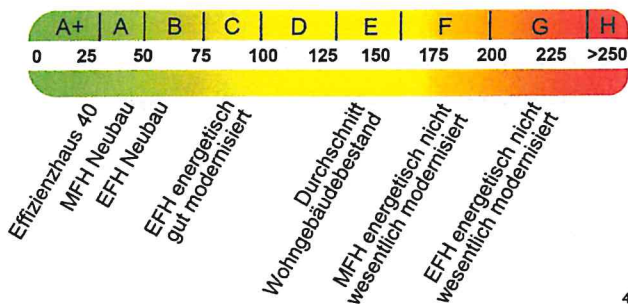 A+ A B C D E F G H
0 25 50 75 100 125 150 175 200 225 >250
Effizienzhaus 40
MFH Neubau
EFH Neubau
EFH energetisch
gut modernisiert
Durchschnitt
Wohngebäudebestand
MFH energetisch nicht
wesentlich modernisiert
EFH energetisch nicht
wesentlich modernisiert